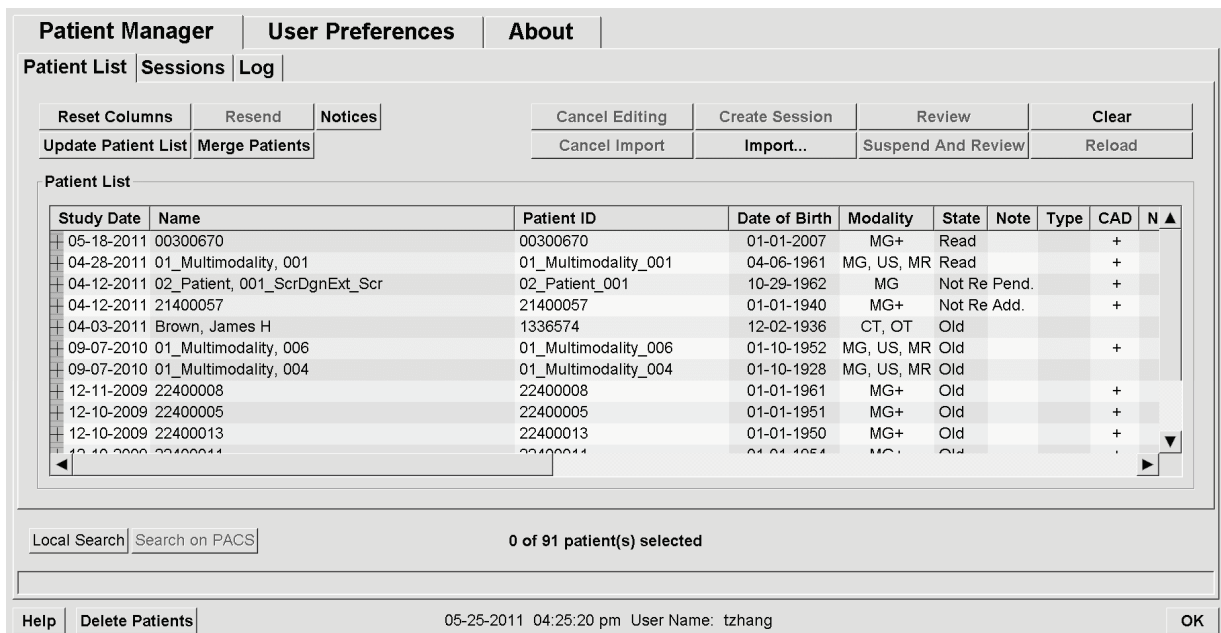 Patient Manager User Preferences About
Patient List Sessions Log
Reset Columns Resend Notices Cancel Editing Create Session Review Clear
Update Patient List Merge Patients Cancel Import Import... Suspend And Review Reload
Patient List
Study Date Name Patient ID Date of Birth Modality State Note Type CAD N
05-18-2011 00300670 00300670 01-01-2007 MG+ Read +
04-28-2011 01_Multimodality, 001 01_Multimodality_001 04-06-1961 MG, US, MR Read +
04-12-2011 02_Patient, 001_ScrDgnExt_Scr 02_Patient_001 10-29-1962 MG Not Re Pend. +
04-12-2011 21400057 21400057 01-01-1940 MG+ Not Re Add. +
04-03-2011 Brown, James H 1336574 12-02-1936 CT, OT Old
09-07-2010 01_Multimodality, 006 01_Multimodality_006 01-10-1952 MG, US, MR Old +
09-07-2010 01_Multimodality, 004 01_Multimodality_004 01-10-1928 MG, US, MR Old
12-11-2009 22400008 22400008 01-01-1961 MG+ Old +
12-10-2009 22400005 22400005 01-01-1951 MG+ Old +
12-10-2009 22400013 22400013 01-01-1950 MG+ Old +
Local Search Search on PACS 0 of 91 patient(s) selected
Help Delete Patients 05-25-2011 04:25:20 pm User Name: tzhang OK